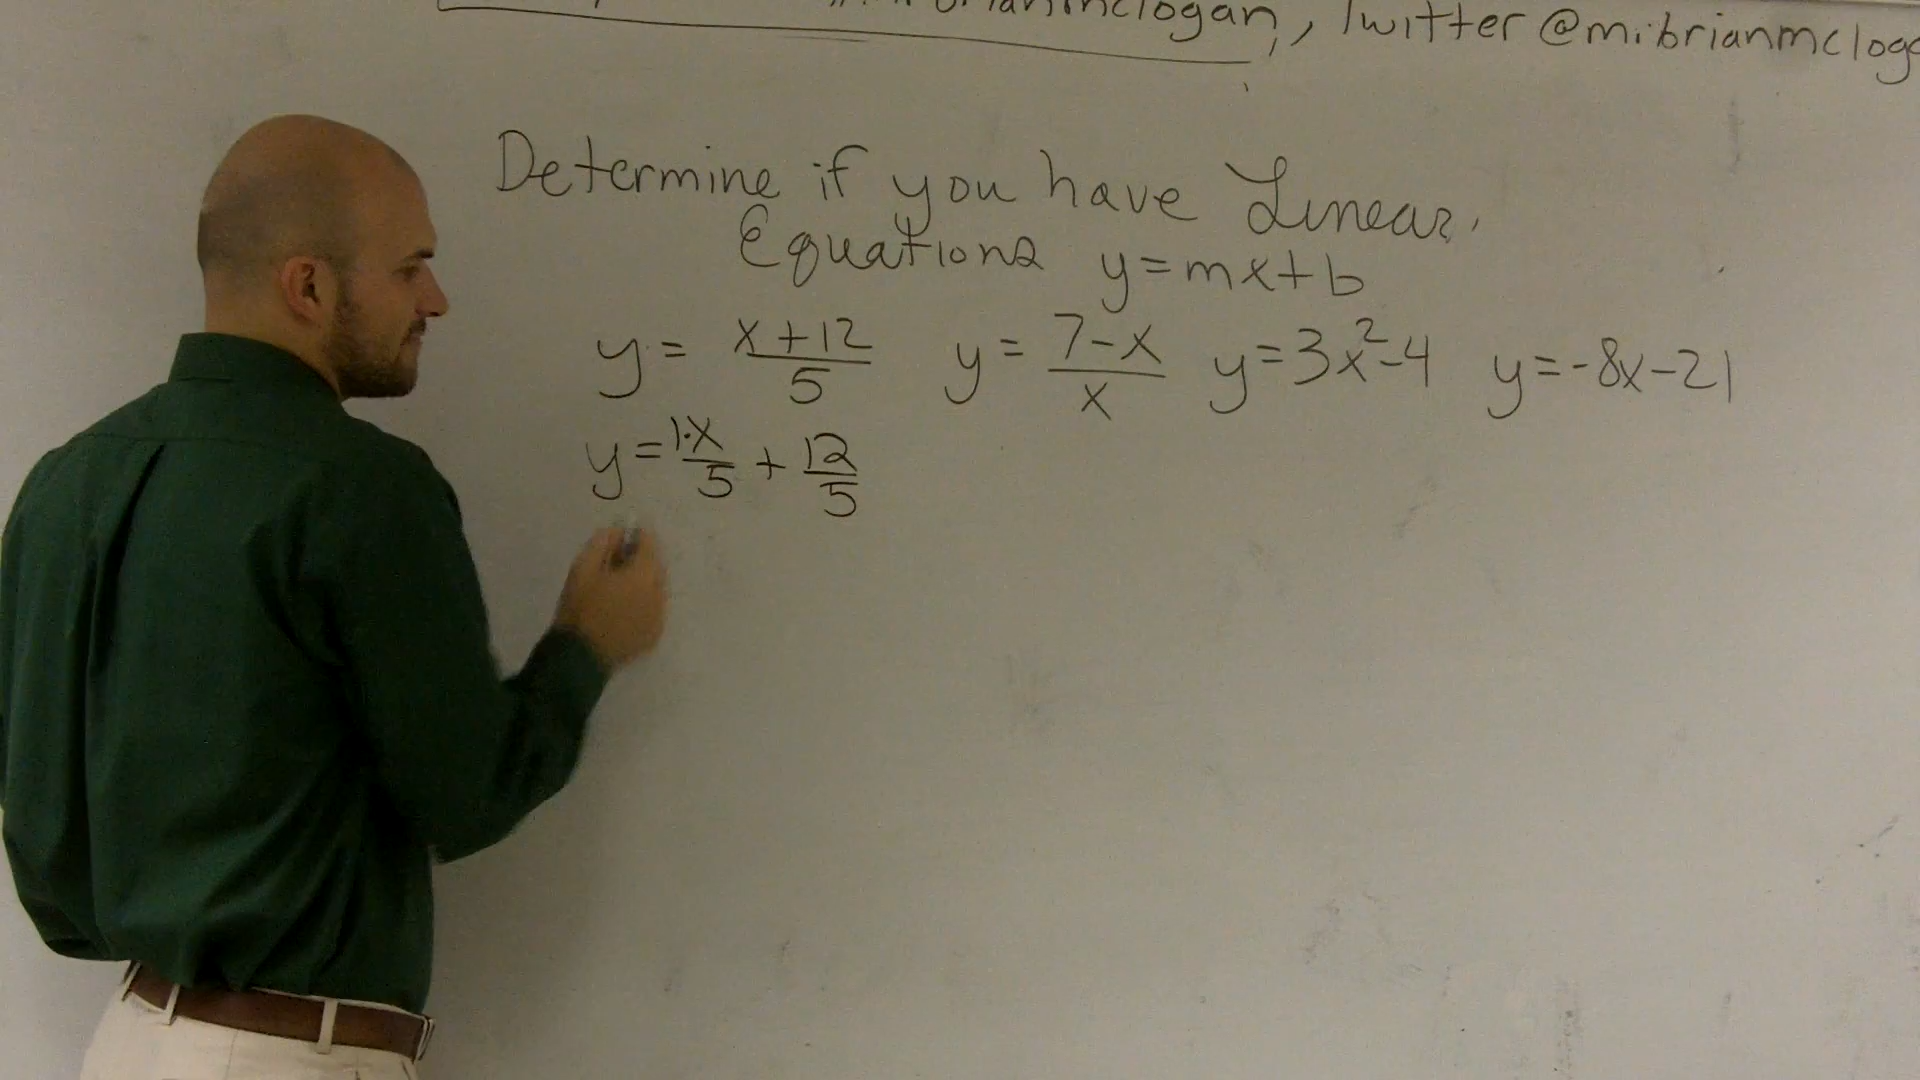 Twitter @mrbrianmclog
Determine if you have Linear
Equations y=mx+b
y = x+12/5 y = 7-x/x y=3x²-4 y=-8x-21
y = 1·x/5 + 12/5